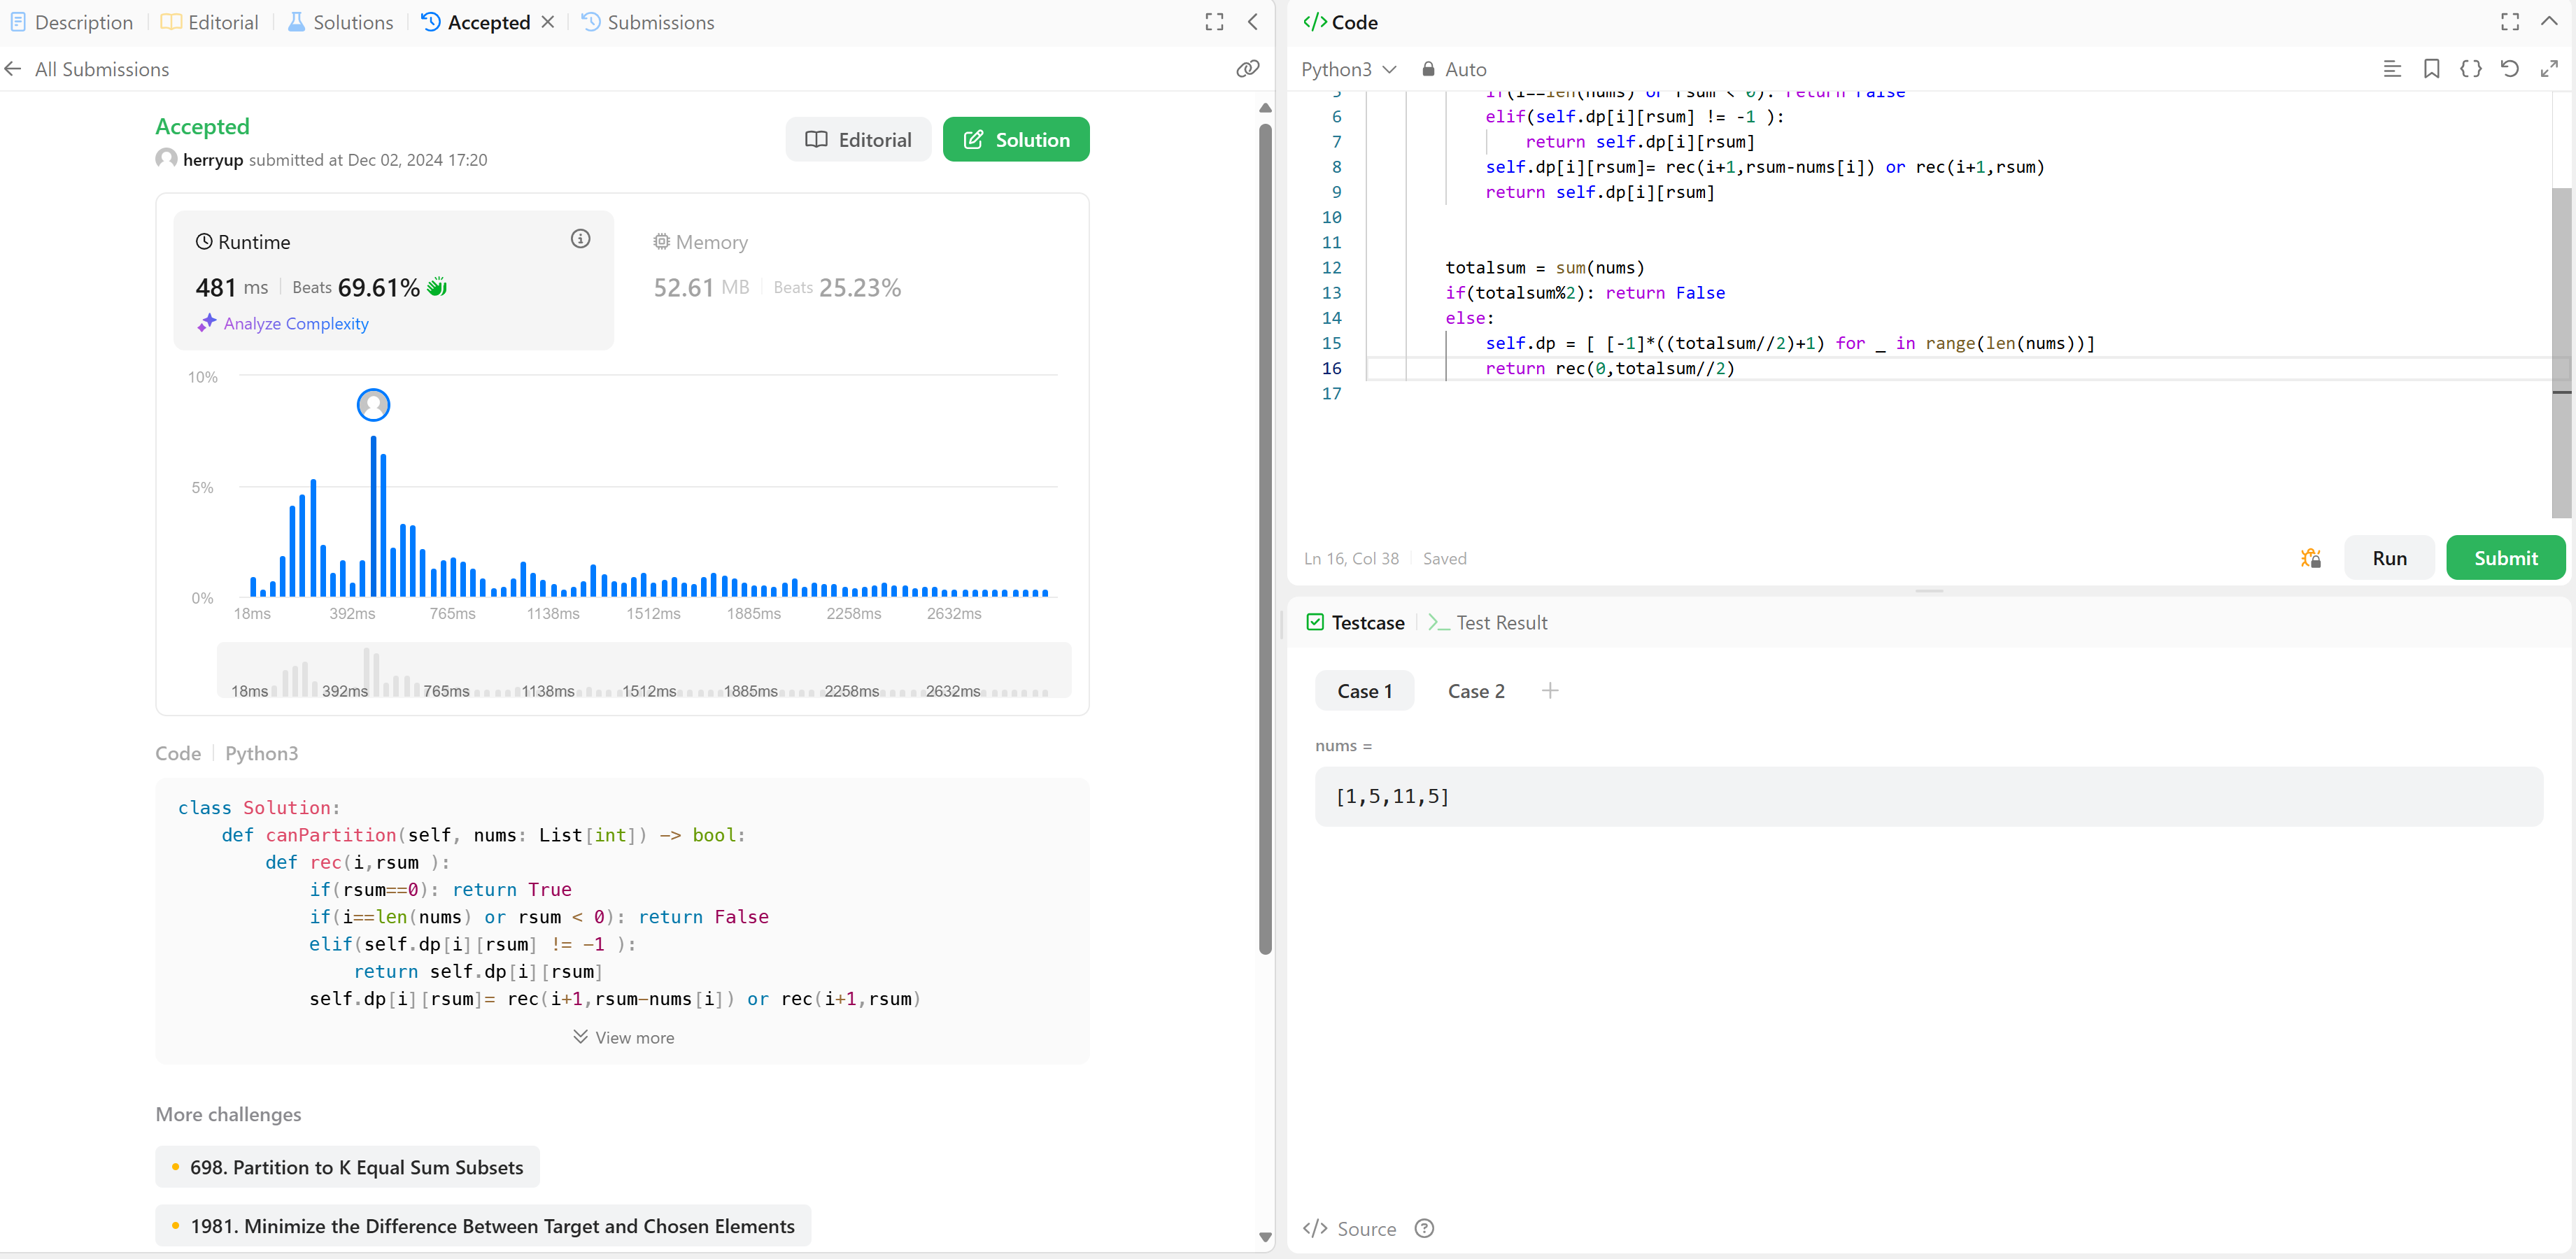 Description
Editorial
Solutions
Accepted
Submissions
All Submissions
Accepted
herryup submitted at Dec 02, 2024 17:20
Editorial
Solution
Runtime
481 ms Beats 69.61%
Analyze Complexity
Memory
52.61 MB Beats 25.23%
10%
5%
0%
18ms 392ms 765ms 1138ms 1512ms 1885ms 2258ms 2632ms
18ms 392ms 765ms 1138ms 1512ms 1885ms 2258ms 2632ms
Code Python3
class Solution:
    def canPartition(self, nums: List[int]) -> bool:
        def rec(i,rsum ):
            if(rsum==0): return True
            if(i==len(nums) or rsum < 0): return False
            elif(self.dp[i][rsum] != -1 ):
                return self.dp[i][rsum]
            self.dp[i][rsum]= rec(i+1,rsum-nums[i]) or rec(i+1,rsum)
View more
More challenges
698. Partition to K Equal Sum Subsets
1981. Minimize the Difference Between Target and Chosen Elements
</> Code
Python3
Auto
5 if(i==len(nums) or rsum < 0): return False
6 elif(self.dp[i][rsum] != -1 ):
7 return self.dp[i][rsum]
8 self.dp[i][rsum]= rec(i+1,rsum-nums[i]) or rec(i+1,rsum)
9 return self.dp[i][rsum]
10
11
12 totalsum = sum(nums)
13 if(totalsum%2): return False
14 else:
15 self.dp = [ [-1]*((totalsum//2)+1) for _ in range(len(nums))]
16 return rec(0,totalsum//2)
17
Ln 16, Col 38 Saved
Run
Submit
Testcase
Test Result
Case 1
Case 2
nums =
[1,5,11,5]
</> Source